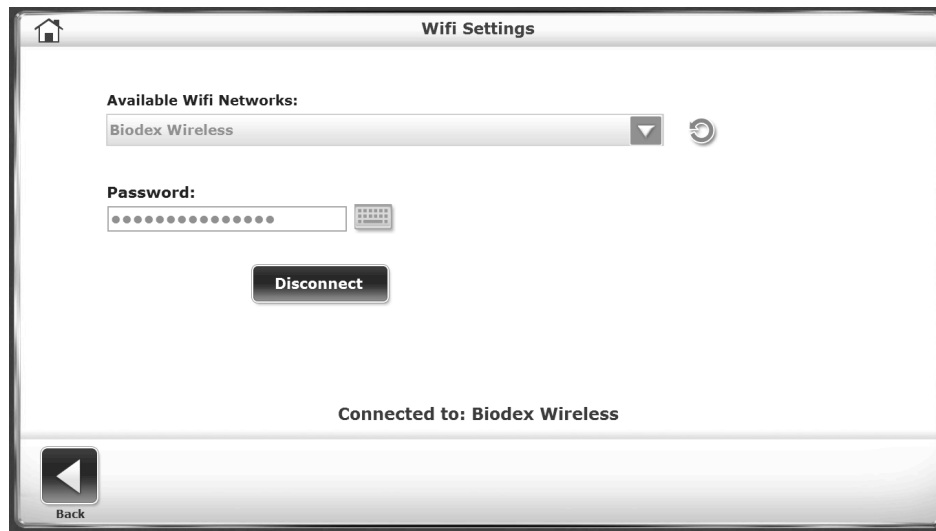 Wifi Settings
Available Wifi Networks:
Biodex Wireless
Password:
●●●●●●●●●●●●●●●
Disconnect
Connected to: Biodex Wireless
Back